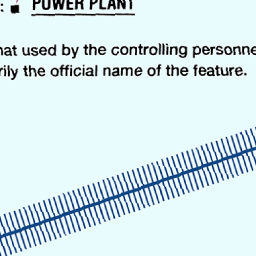 : POWER PLANT
hat used by the controlling personne
rily the official name of the feature.